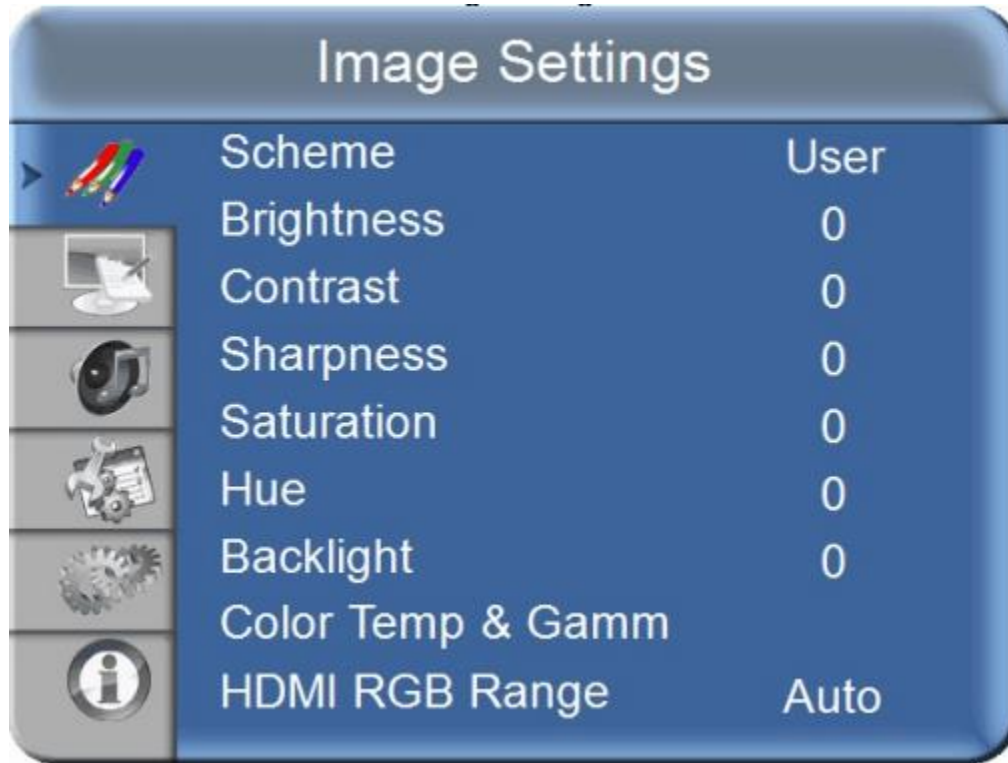 Image Settings
Scheme User
Brightness 0
Contrast 0
Sharpness 0
Saturation 0
Hue 0
Backlight 0
Color Temp & Gamm
HDMI RGB Range Auto